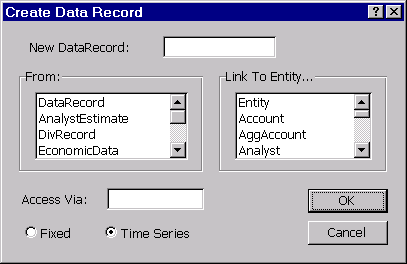 Create Data Record
New DataRecord:
From:
DataRecord
AnalystEstimate
DivRecord
EconomicData
Link To Entity...
Entity
Account
AggAccount
Analyst
Access Via:
OK
Fixed
Time Series
Cancel